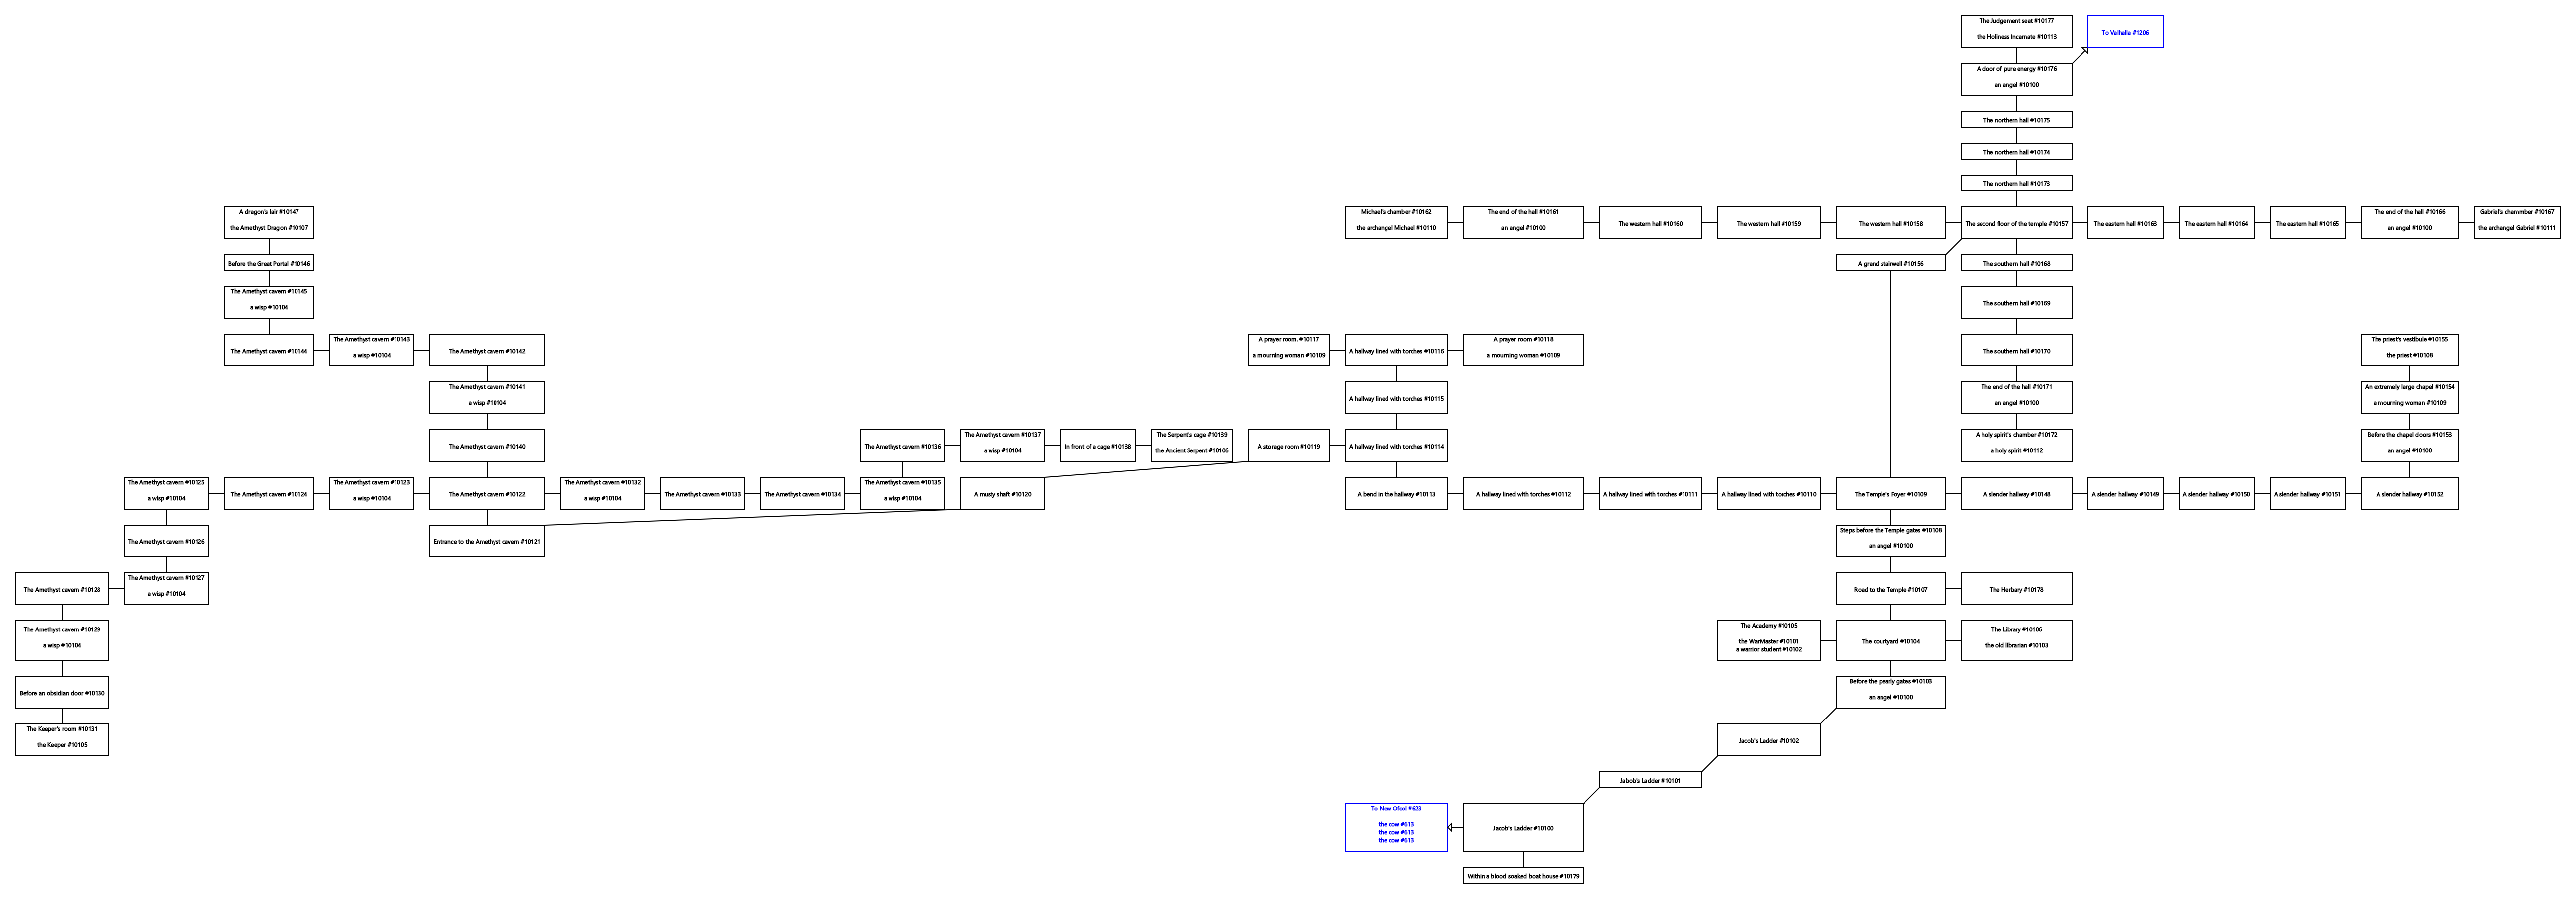 The Judgement seat #10177
the Holiness Incarnate #10113
To Valhalla #1206
A door of pure energy #10176
an angel #10100
The northern hall #10175
The northern hall #10174
The northern hall #10173
A dragon's lair #10147
the Amethyst Dragon #10107
Michael's chamber #10162
the archangel Michael #10110
The end of the hall #10161
an angel #10100
The western hall #10160
The western hall #10159
The western hall #10158
The second floor of the temple #10157
The eastern hall #10163
The eastern hall #10164
The eastern hall #10165
The end of the hall #10166
an angel #10100
Gabriel's chammber #10167
the archangel Gabriel #10111
Before the Great Portal #10146
A grand stairwell #10156
The southern hall #10168
The Amethyst cavern #10145
a wisp #10104
The southern hall #10169
The Amethyst cavern #10144
The Amethyst cavern #10143
a wisp #10104
The Amethyst cavern #10142
A prayer room. #10117
a mourning woman #10109
A hallway lined with torches #10116
A prayer room #10118
a mourning woman #10109
The southern hall #10170
The priest's vestibule #10155
the priest #10108
The Amethyst cavern #10141
a wisp #10104
A hallway lined with torches #10115
The end of the hall #10171
an angel #10100
An extremely large chapel #10154
a mourning woman #10109
The Amethyst cavern #10140
The Amethyst cavern #10136
The Amethyst cavern #10137
a wisp #10104
In front of a cage #10138
The Serpent's cage #10139
the Ancient Serpent #10106
A storage room #10119
A hallway lined with torches #10114
A holy spirit's chamber #10172
a holy spirit #10112
Before the chapel doors #10153
an angel #10100
The Amethyst cavern #10125
a wisp #10104
The Amethyst cavern #10124
The Amethyst cavern #10123
a wisp #10104
The Amethyst cavern #10122
The Amethyst cavern #10132
a wisp #10104
The Amethyst cavern #10133
The Amethyst cavern #10134
The Amethyst cavern #10135
a wisp #10104
A musty shaft #10120
A bend in the hallway #10113
A hallway lined with torches #10112
A hallway lined with torches #10111
A hallway lined with torches #10110
The Temple's Foyer #10109
A slender hallway #10148
A slender hallway #10149
A slender hallway #10150
A slender hallway #10151
A slender hallway #10152
The Amethyst cavern #10126
Entrance to the Amethyst cavern #10121
Steps before the Temple gates #10108
an angel #10100
The Amethyst cavern #10128
The Amethyst cavern #10127
a wisp #10104
Road to the Temple #10107
The Herbary #10178
The Amethyst cavern #10129
a wisp #10104
The Academy #10105
the WarMaster #10101
a warrior student #10102
The courtyard #10104
The Library #10106
the old librarian #10103
Before an obsidian door #10130
Before the pearly gates #10103
an angel #10100
The Keeper's room #10131
the Keeper #10105
Jacob's Ladder #10102
Jabob's Ladder #10101
To New Ofcol #623
the cow #613
the cow #613
the cow #613
Jacob's Ladder #10100
Within a blood soaked boat house #10179